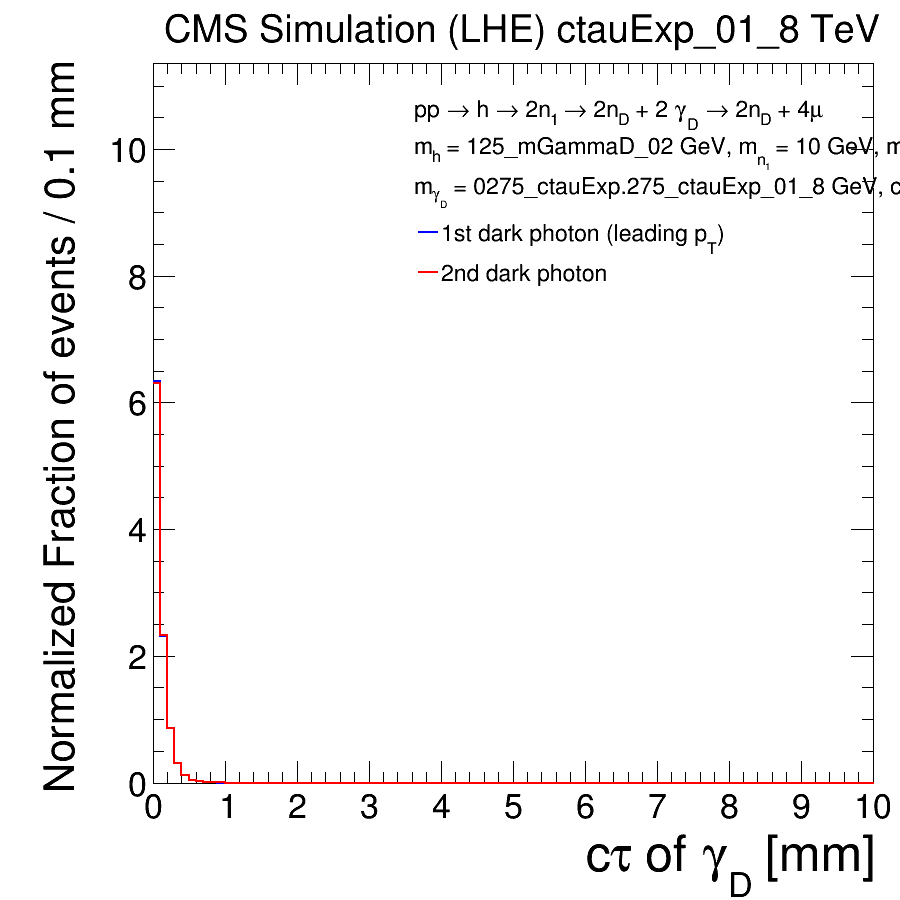 CMS Simulation (LHE) ctauExp_01_8 TeV
pp → h → 2n1 → 2nD + 2 γD → 2nD + 4μ
mh = 125_mGammaD_02 GeV, mn1 = 10 GeV, m
mγD = 0275_ctauExp.275_ctauExp_01_8 GeV, c
1st dark photon (leading pT)
2nd dark photon
Normalized Fraction of events / 0.1 mm
10
8
6
4
2
0
0 1 2 3 4 5 6 7 8 9 10
cτ of γD [mm]